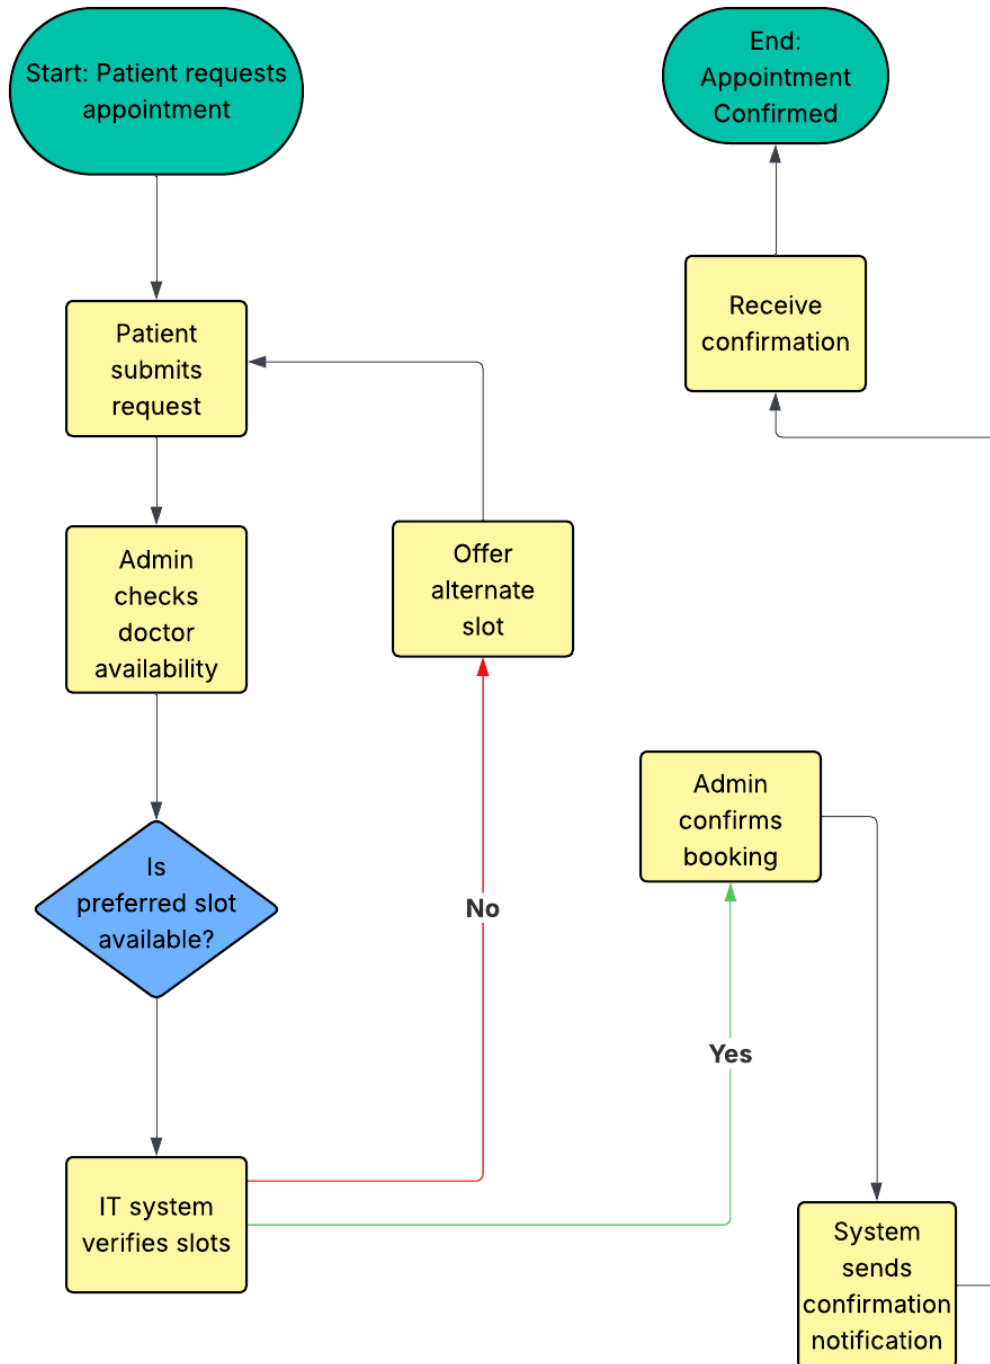 Start: Patient requests
appointment
Patient
submits
request
Admin
checks
doctor
availability
Is
preferred slot
available?
IT system
verifies slots
No
Offer
alternate
slot
Yes
Admin
confirms
booking
System
sends
confirmation
notification
Receive
confirmation
End:
Appointment
Confirmed